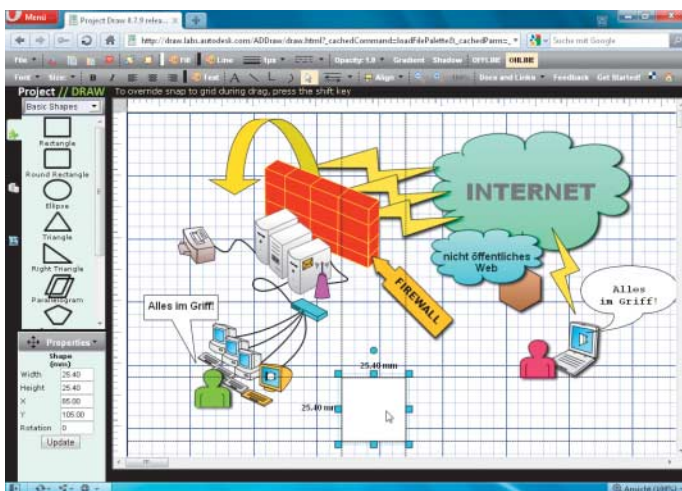 Menü
Project Draw 0.7.9 relea...
http://draw.labs.autodesk.com/ADDraw/draw.html?_cachedCommand=loadFilePalette&_cachedParm=_
Suche mit Google
File
Fill
Line
1px
Opacity: 1.0
Gradient
Shadow
OFFLINE
ONLINE
Font
Size:
B
I
Text
Align
100%
Docs and Links
Feedback
Get Started!
Project // DRAW
To override snap to grid during drag, press the shift key
Basic Shapes
Rectangle
Round Rectangle
Ellipse
Triangle
Right Triangle
Parallelogram
INTERNET
nicht öffentliches
Web
FIREWALL
Alles
im Griff!
Alles im Griff!
25.40 mm
25.40 mm
Properties
Shape
(mm)
Width 25.40
Height 25.40
X 85.00
Y 105.00
Rotation 0
Update
Ansicht (100%)